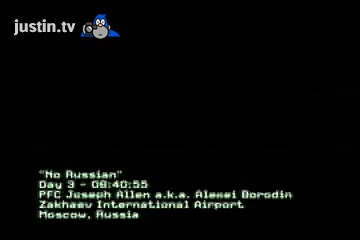 justin.tv
"No Russian"
Day 3 - 08:40:55
PFC Joseph Allen a.k.a. Alexei Borodin
Zakhaev International Airport
Moscow, Russia